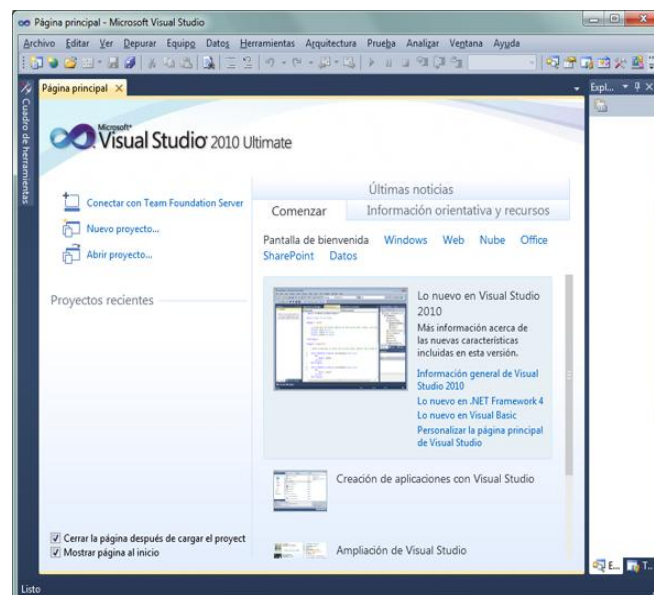 Página principal - Microsoft Visual Studio
Archivo Editar Ver Depurar Equipo Datos Herramientas Arquitectura Prueba Analizar Ventana Ayuda
Página principal
Expl...
Cuadro de herramientas
Microsoft
Visual Studio 2010 Ultimate
Conectar con Team Foundation Server
Nuevo proyecto...
Abrir proyecto...
Proyectos recientes
Cerrar la página después de cargar el proyect
Mostrar página al inicio
Últimas noticias
Comenzar Información orientativa y recursos
Pantalla de bienvenida Windows Web Nube Office
SharePoint Datos
Lo nuevo en Visual Studio
2010
Más información acerca de
las nuevas características
incluidas en esta versión.
Información general de Visual
Studio 2010
Lo nuevo en .NET Framework 4
Lo nuevo en Visual Basic
Personalizar la página principal
de Visual Studio
Creación de aplicaciones con Visual Studio
Ampliación de Visual Studio
E... T...
Listo